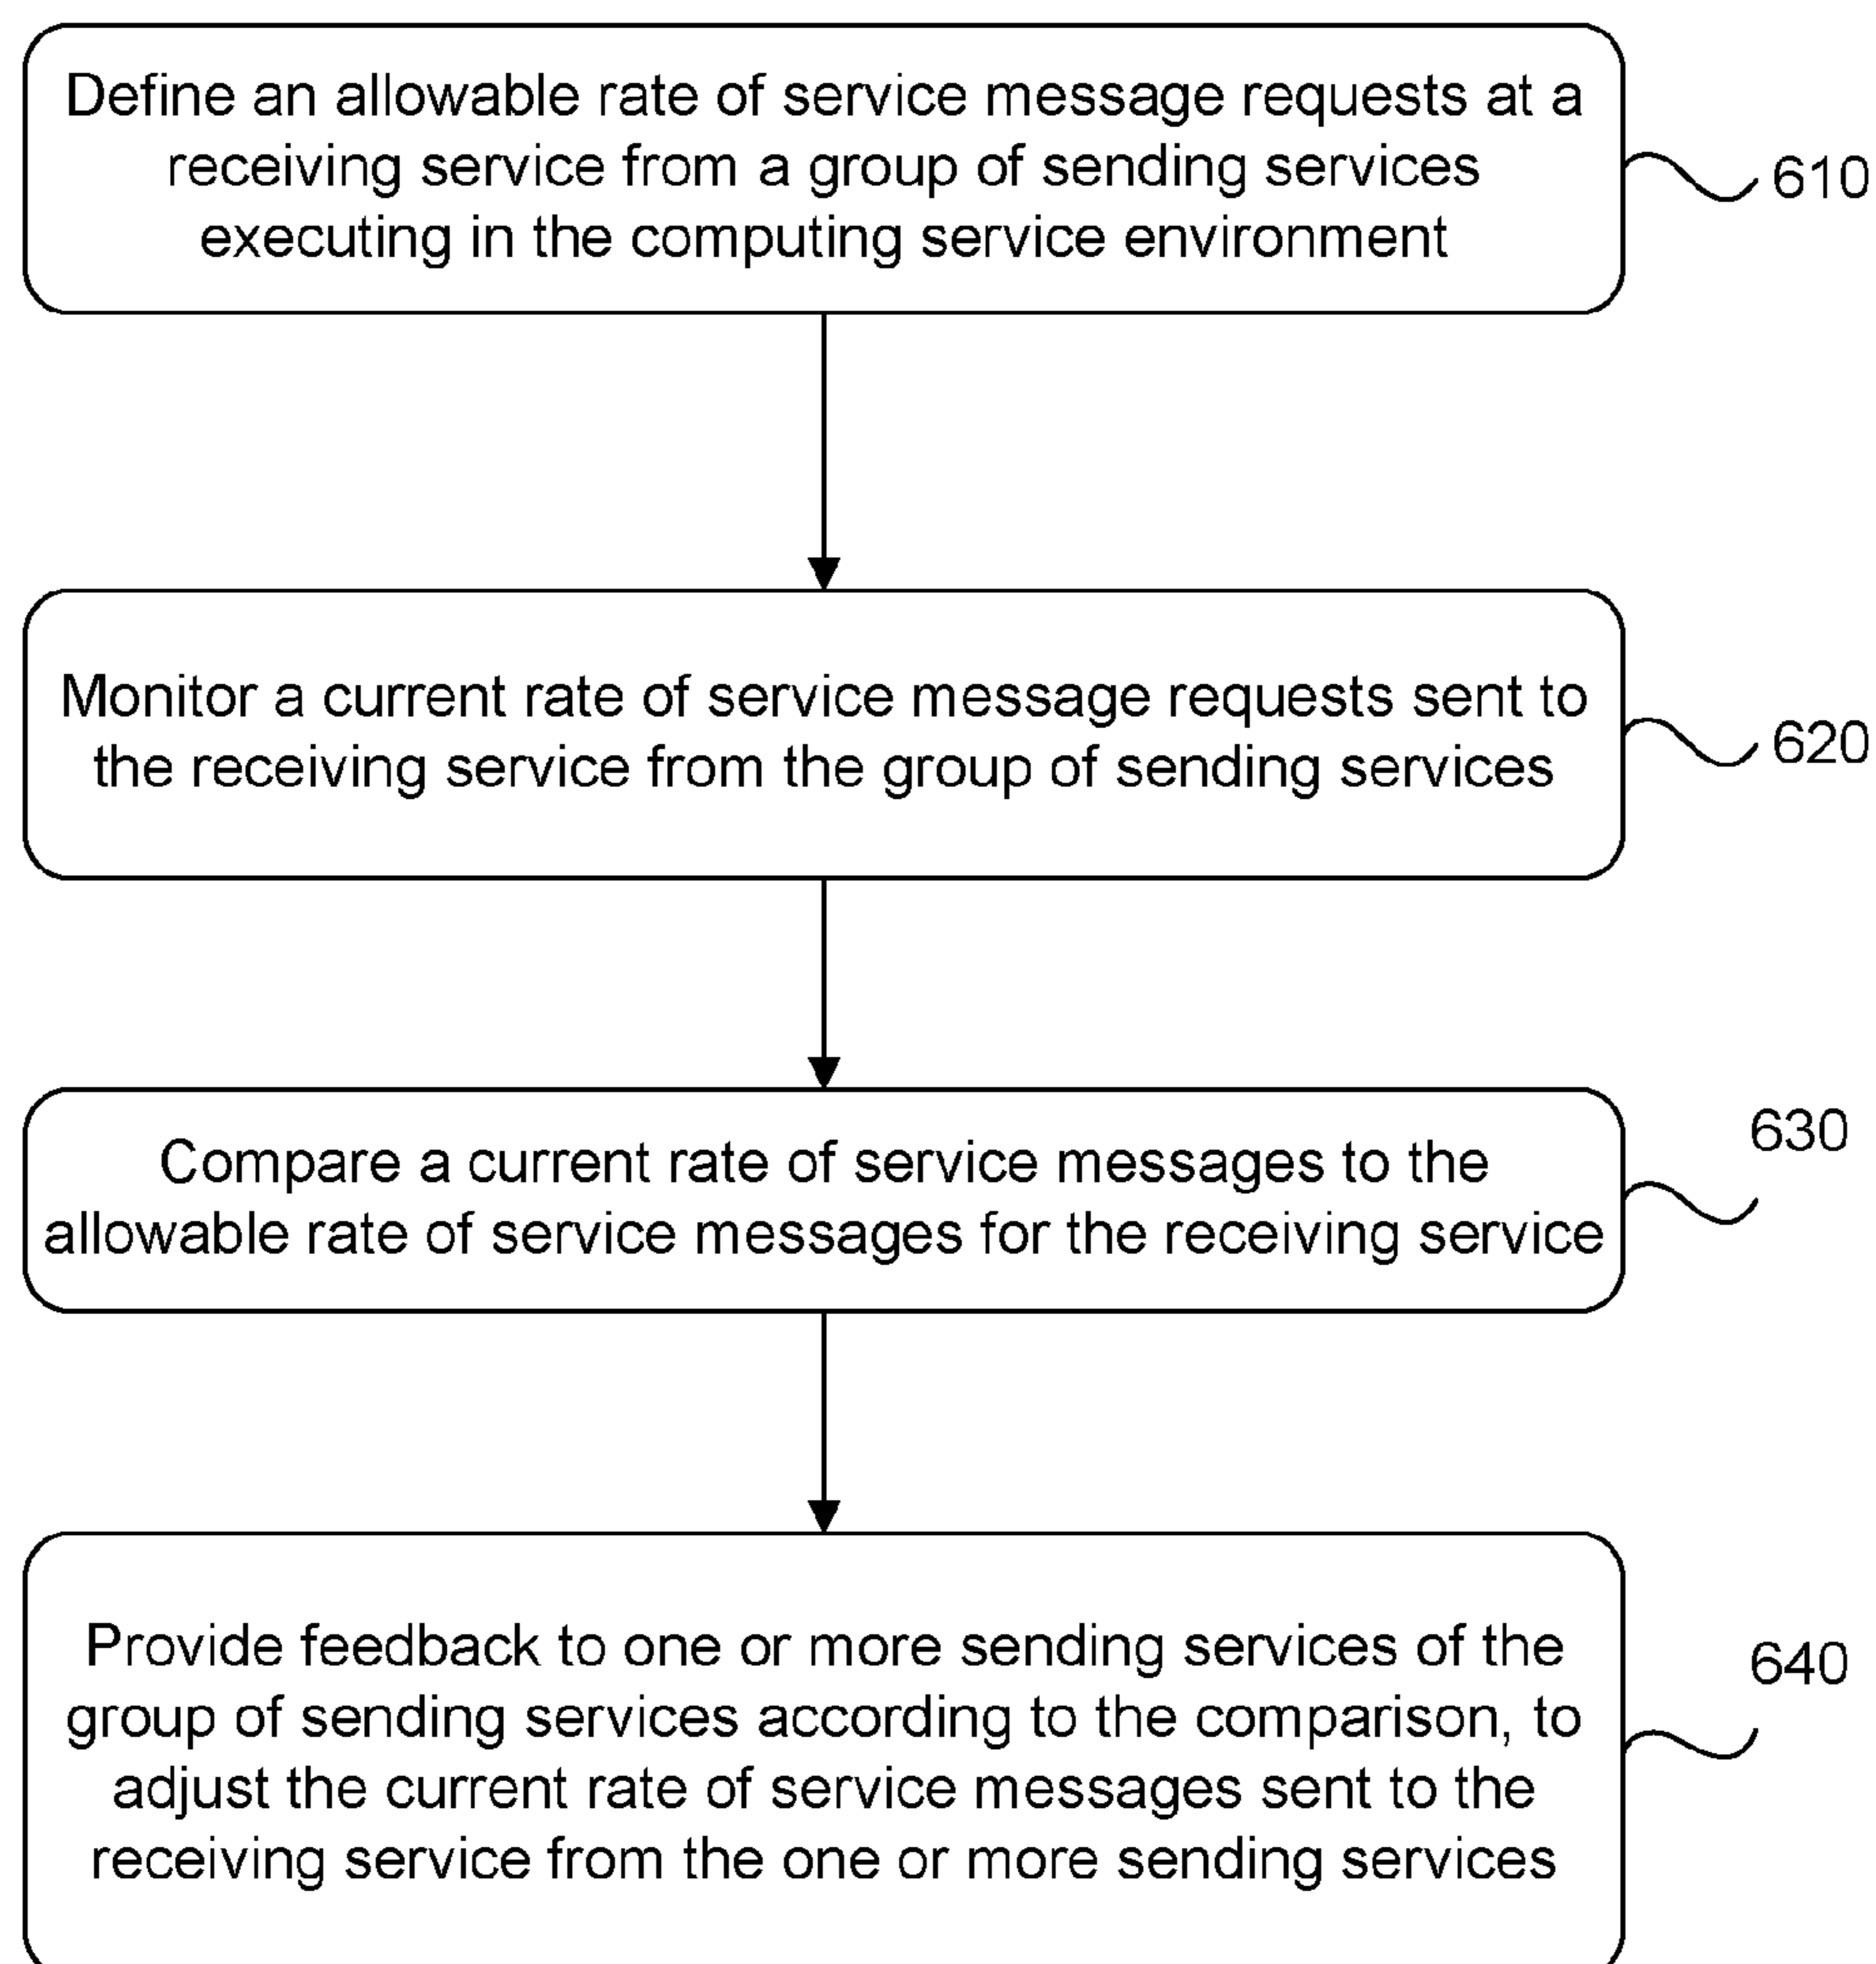 Define an allowable rate of service message requests at a
receiving service from a group of sending services
executing in the computing service environment
610
Monitor a current rate of service message requests sent to
the receiving service from the group of sending services
620
Compare a current rate of service messages to the
allowable rate of service messages for the receiving service
630
Provide feedback to one or more sending services of the
group of sending services according to the comparison, to
adjust the current rate of service messages sent to the
receiving service from the one or more sending services
640